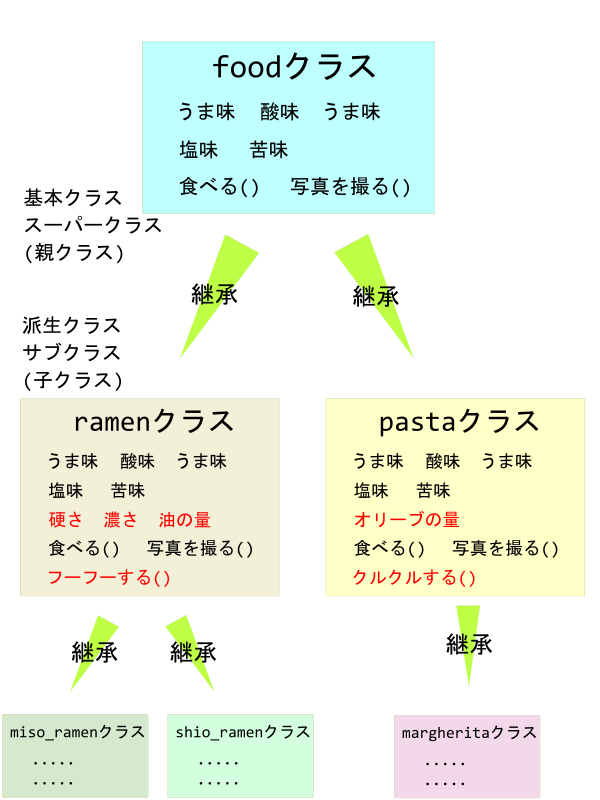 foodクラス
うま味 酸味 うま味
塩味 苦味
食べる() 写真を撮る()
基本クラス
スーパークラス
(親クラス)
継承
継承
派生クラス
サブクラス
(子クラス)
ramenクラス
うま味 酸味 うま味
塩味 苦味
硬さ 濃さ 油の量
食べる() 写真を撮る()
フーフーする()
pastaクラス
うま味 酸味 うま味
塩味 苦味
オリーブの量
食べる() 写真を撮る()
クルクルする()
継承
継承
継承
miso_ramenクラス
.....
.....
shio_ramenクラス
.....
.....
margheritaクラス
.....
.....